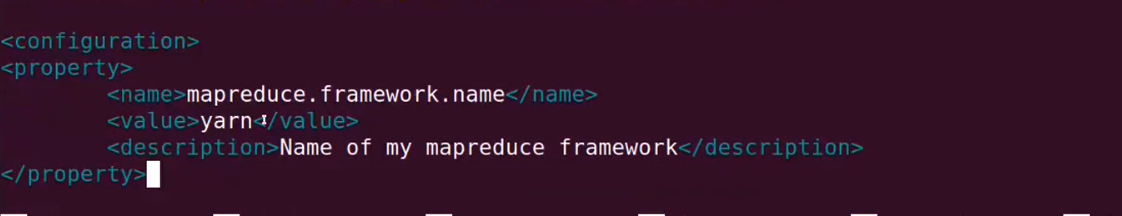 <configuration>
<property>
        <name>mapreduce.framework.name</name>
        <value>yarn</value>
        <description>Name of my mapreduce framework</description>
</property>